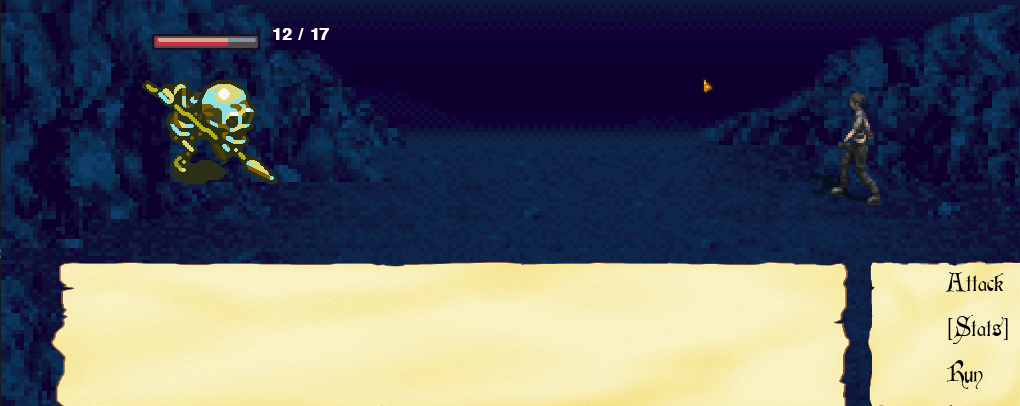 12 / 17
Attack
[Stats]
Run